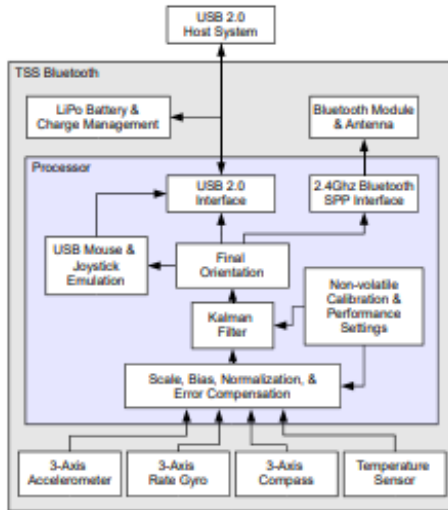 USB 2.0
Host System
TSS Bluetooth
LiPo Battery &
Charge Management
Bluetooth Module
& Antenna
Processor
USB 2.0
Interface
2.4Ghz Bluetooth
SPP Interface
USB Mouse &
Joystick
Emulation
Final
Orientation
Non-volatile
Calibration &
Performance
Settings
Kalman
Filter
Scale, Bias, Normalization, &
Error Compensation
3-Axis
Accelerometer
3-Axis
Rate Gyro
3-Axis
Compass
Temperature
Sensor